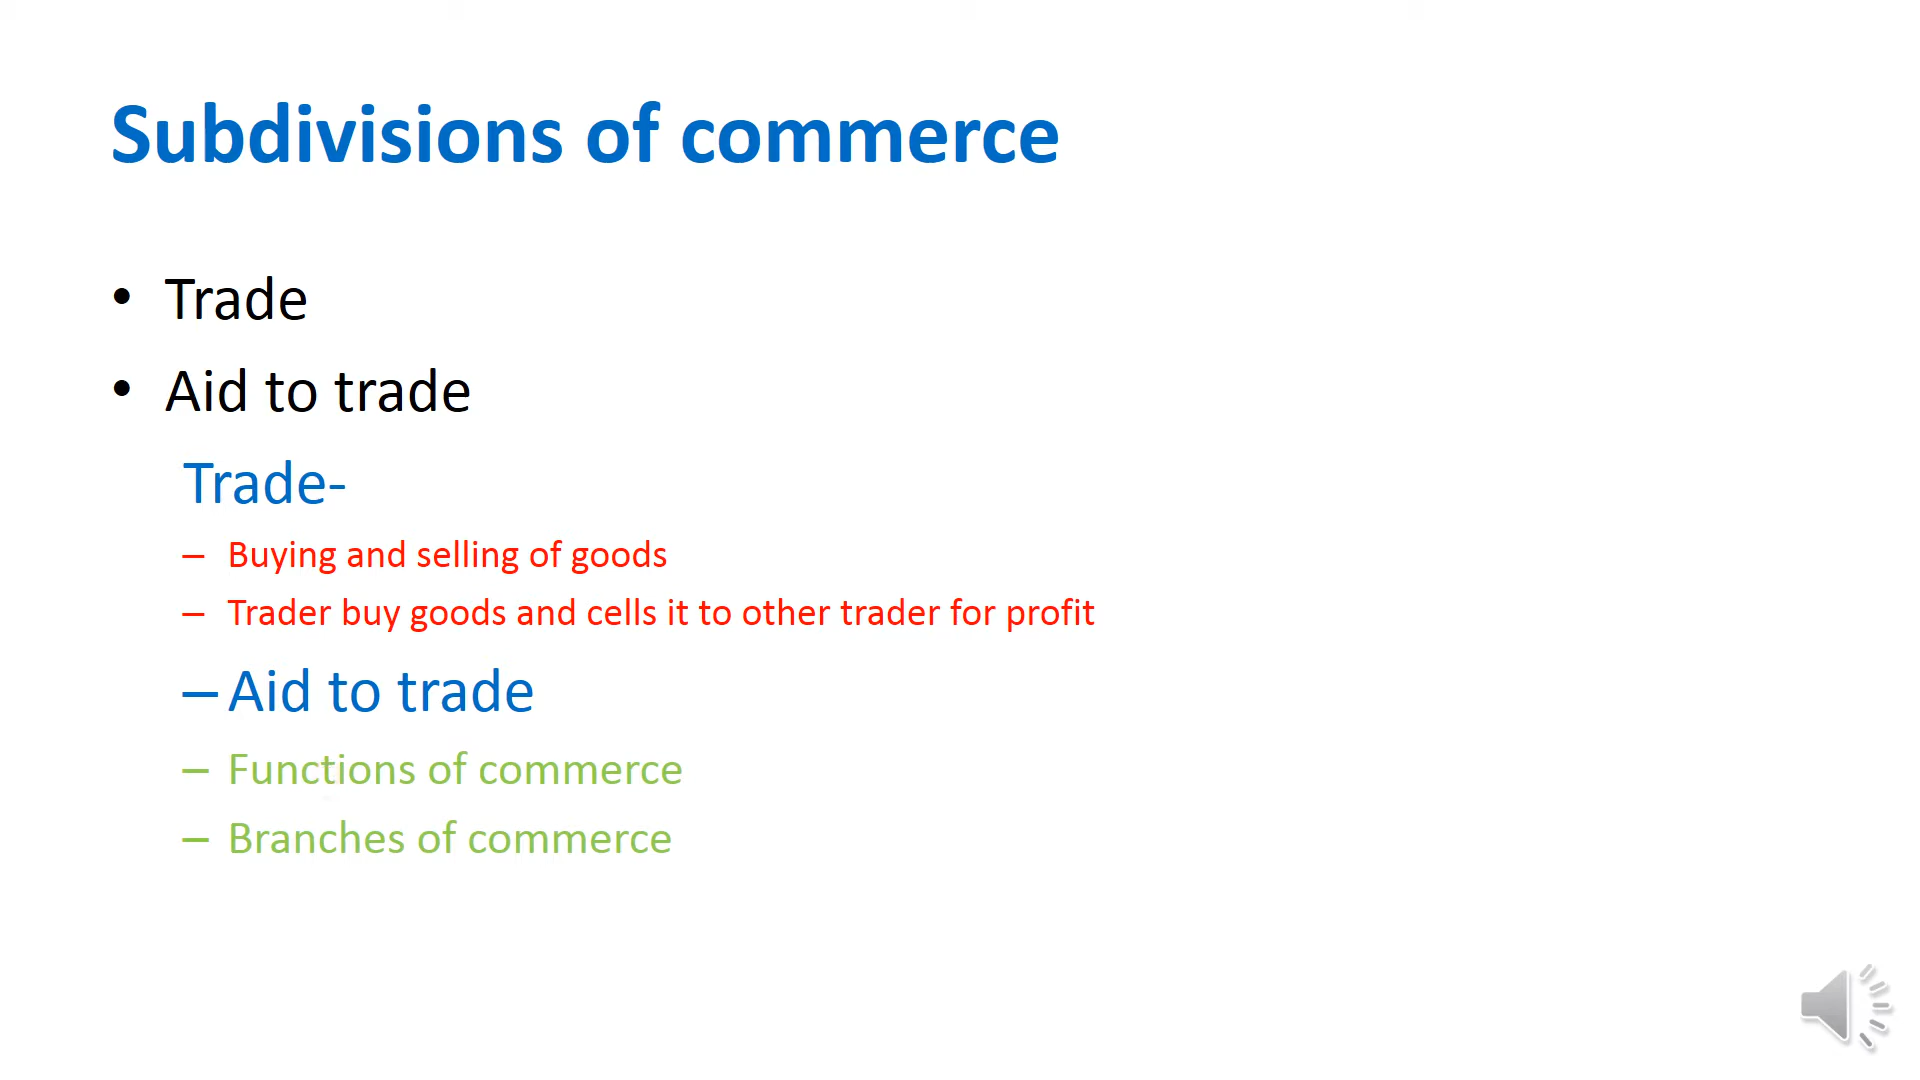 Subdivisions of commerce
• Trade
• Aid to trade
Trade-
– Buying and selling of goods
– Trader buy goods and cells it to other trader for profit
– Aid to trade
– Functions of commerce
– Branches of commerce